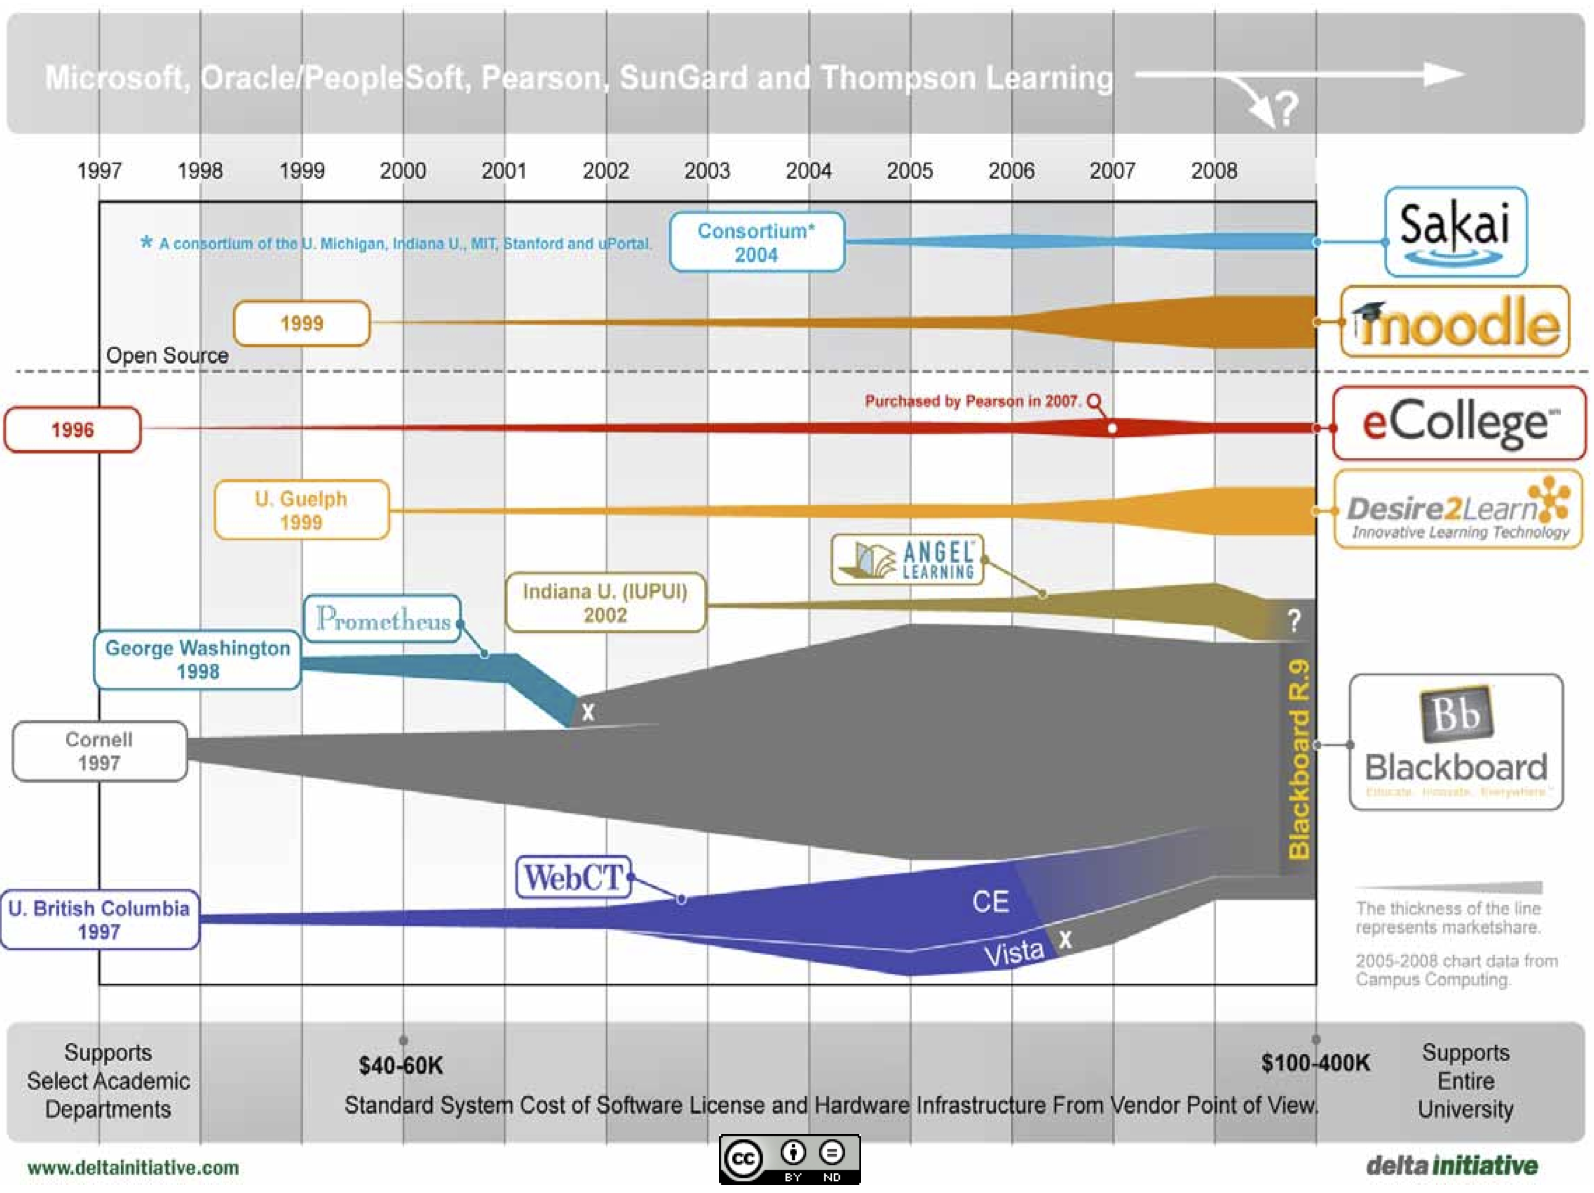 Microsoft, Oracle/PeopleSoft, Pearson, SunGard and Thompson Learning
?
1997 1998 1999 2000 2001 2002 2003 2004 2005 2006 2007 2008
* A consortium of the U. Michigan, Indiana U., MIT, Stanford and uPortal.
Consortium*
2004
Sakai
1999
moodle
Open Source
1996
Purchased by Pearson in 2007.
eCollege
U. Guelph
1999
Desire2Learn
Innovative Learning Technology
ANGEL
LEARNING
Indiana U. (IUPUI)
2002
?
Prometheus
George Washington
1998
X
Cornell
1997
Blackboard R.9
Bb
Blackboard
Educate. Innovate. Everywhere.
WebCT
U. British Columbia
1997
CE
Vista
X
The thickness of the line
represents marketshare.
2005-2008 chart data from
Campus Computing.
Supports
Select Academic
Departments
$40-60K
$100-400K
Standard System Cost of Software License and Hardware Infrastructure From Vendor Point of View.
Supports
Entire
University
www.deltainitiative.com
cc
BY ND
delta initiative